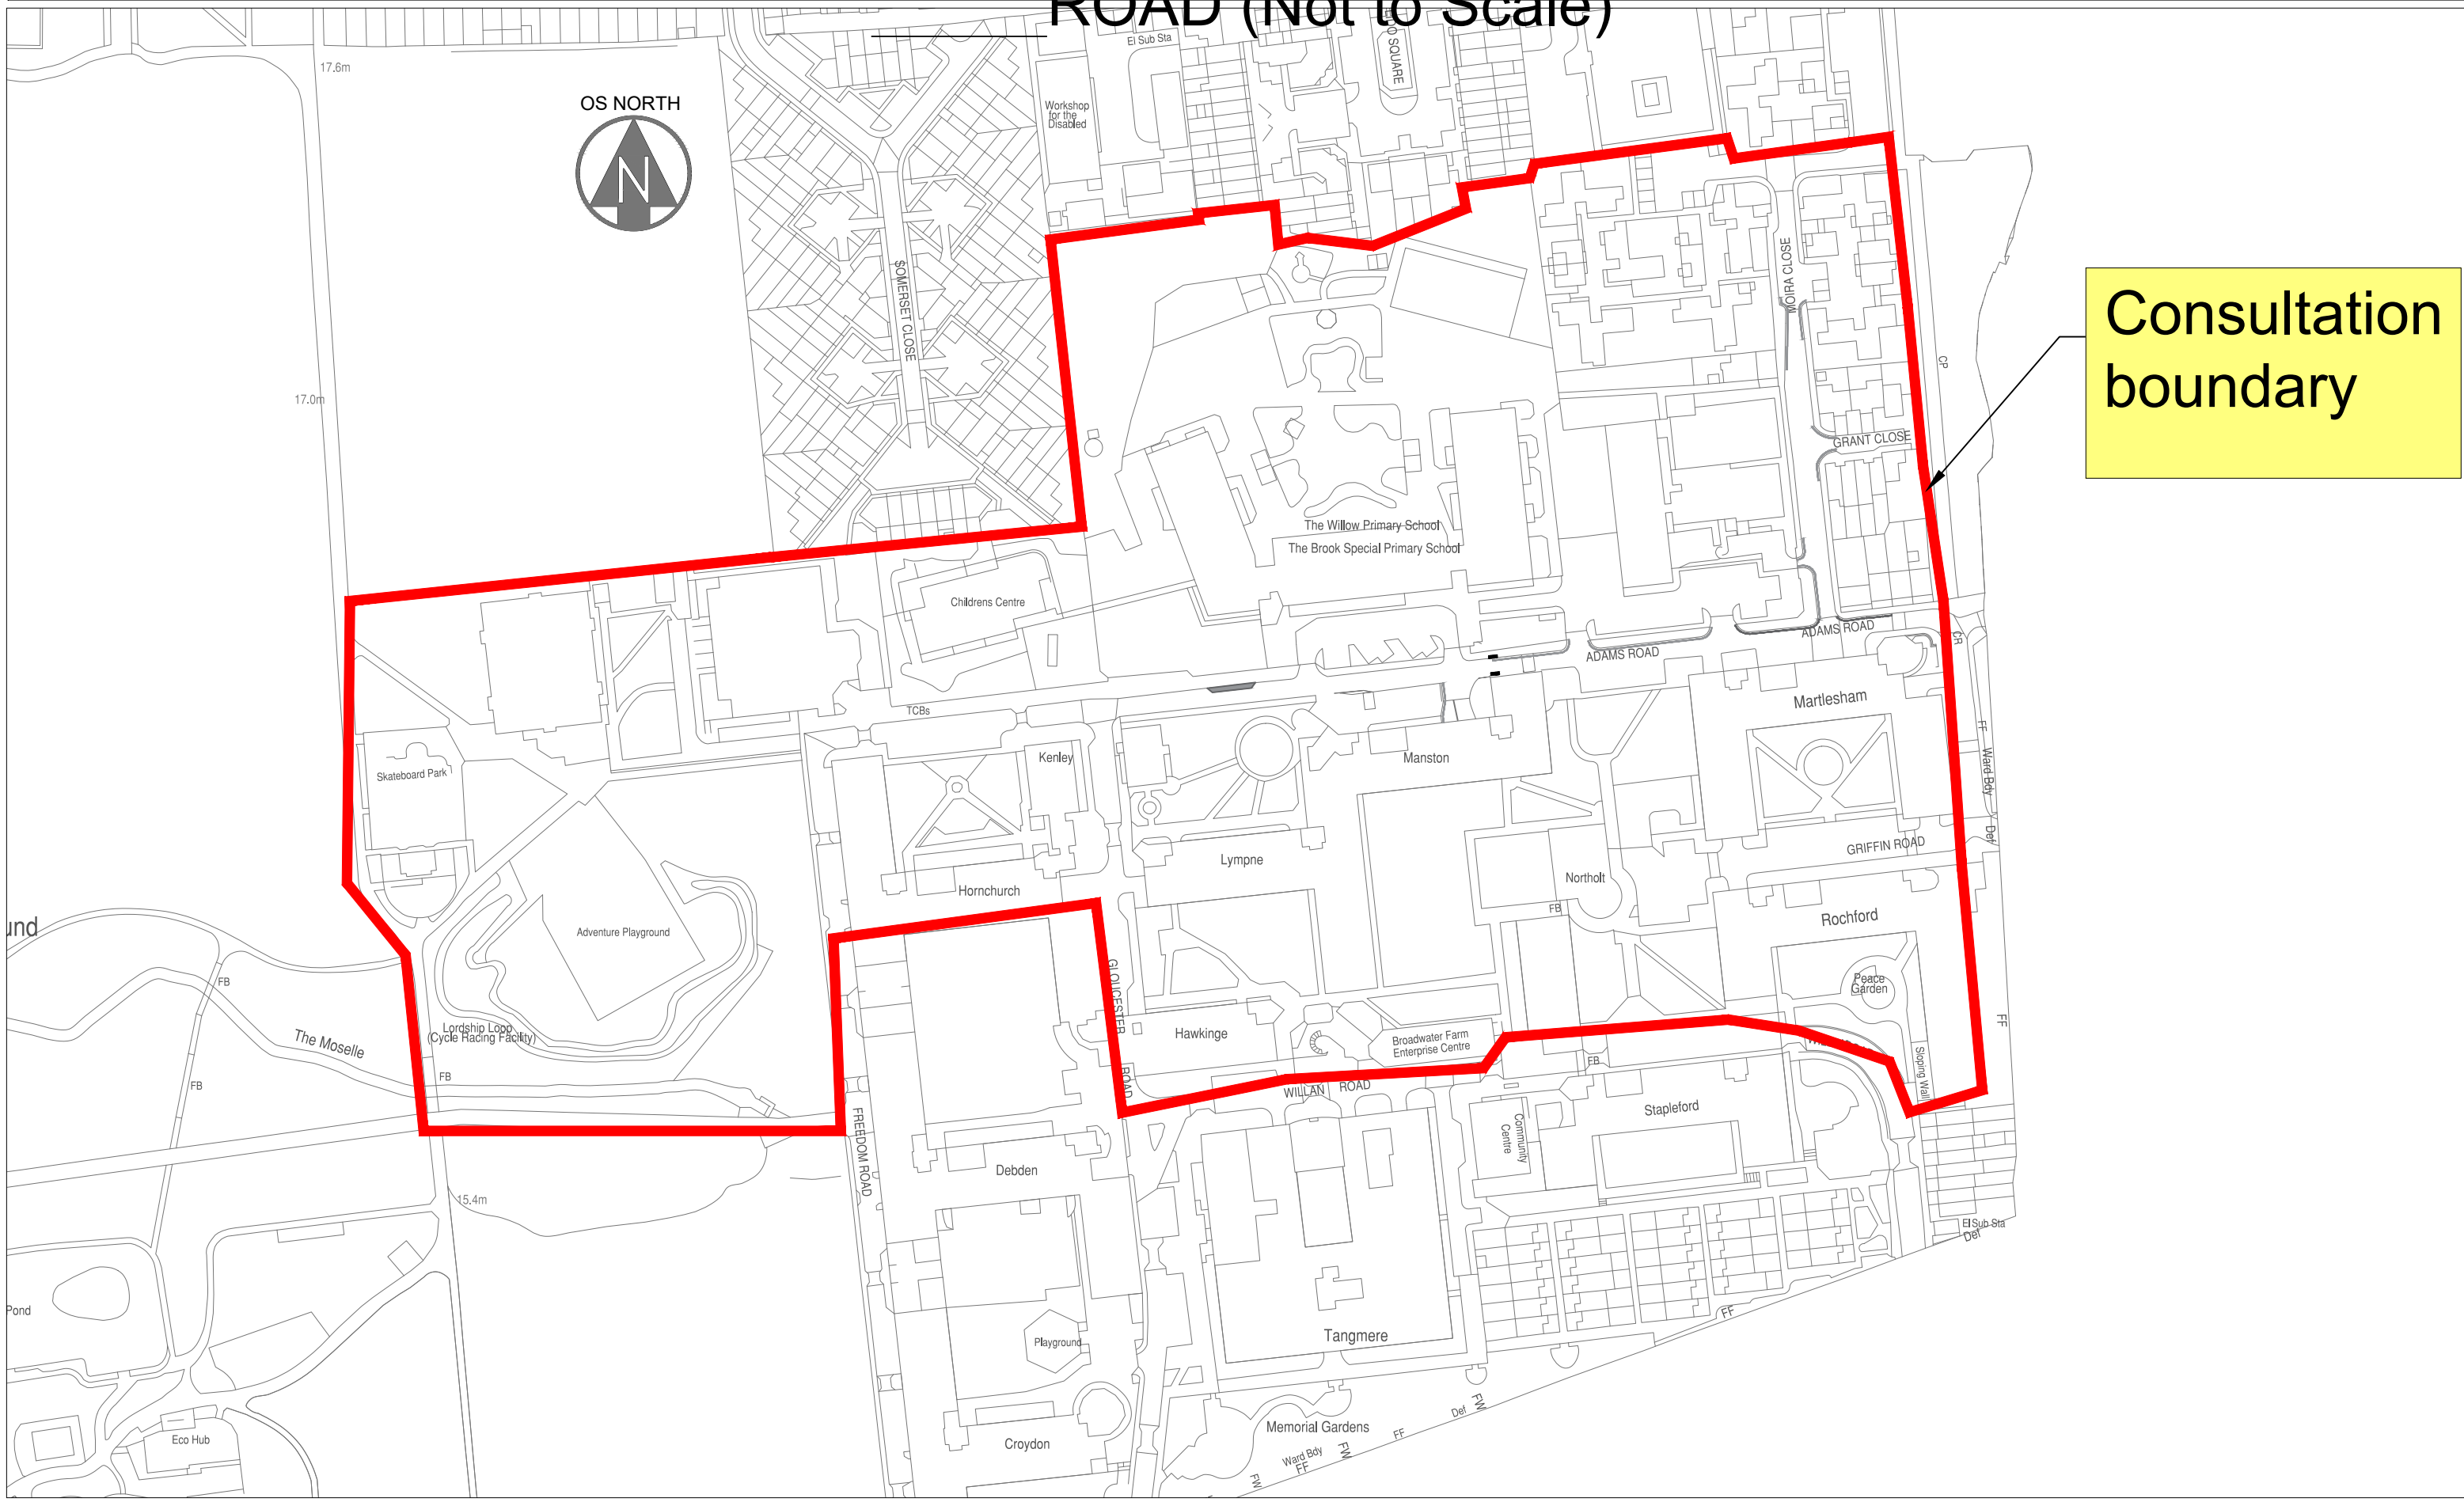 ROAD (Not to Scale)
El Sub Sta
SQUARE
17.6m
OS NORTH
N
Workshop
for the
Disabled
SOMERSET CLOSE
MOIRA CLOSE
Consultation
boundary
CP
17.0m
GRANT CLOSE
The Willow Primary School
The Brook Special Primary School
Childrens Centre
ADAMS ROAD
ADAMS ROAD
CR
TCBs
Martlesham
FF
Ward Bdy
Def
Kenley
Manston
Skateboard Park
GRIFFIN ROAD
Lympne
Hornchurch
Northolt
FB
Rochford
und
Adventure Playground
FB
GLOUCESTER
ROAD
Peace
Garden
FF
Lordship Loop
(Cycle Racing Facility)
The Moselle
Hawkinge
Broadwater Farm
Enterprise Centre
FB
FB
FB
Sloping Wall
WILLAN ROAD
FREEDOM ROAD
Community
Centre
Stapleford
Debden
15.4m
El Sub Sta
Def
Pond
FF
Playground
Tangmere
Eco Hub
Croydon
Memorial Gardens
Def
FW
FF
Ward Bdy
FF
FW
FW